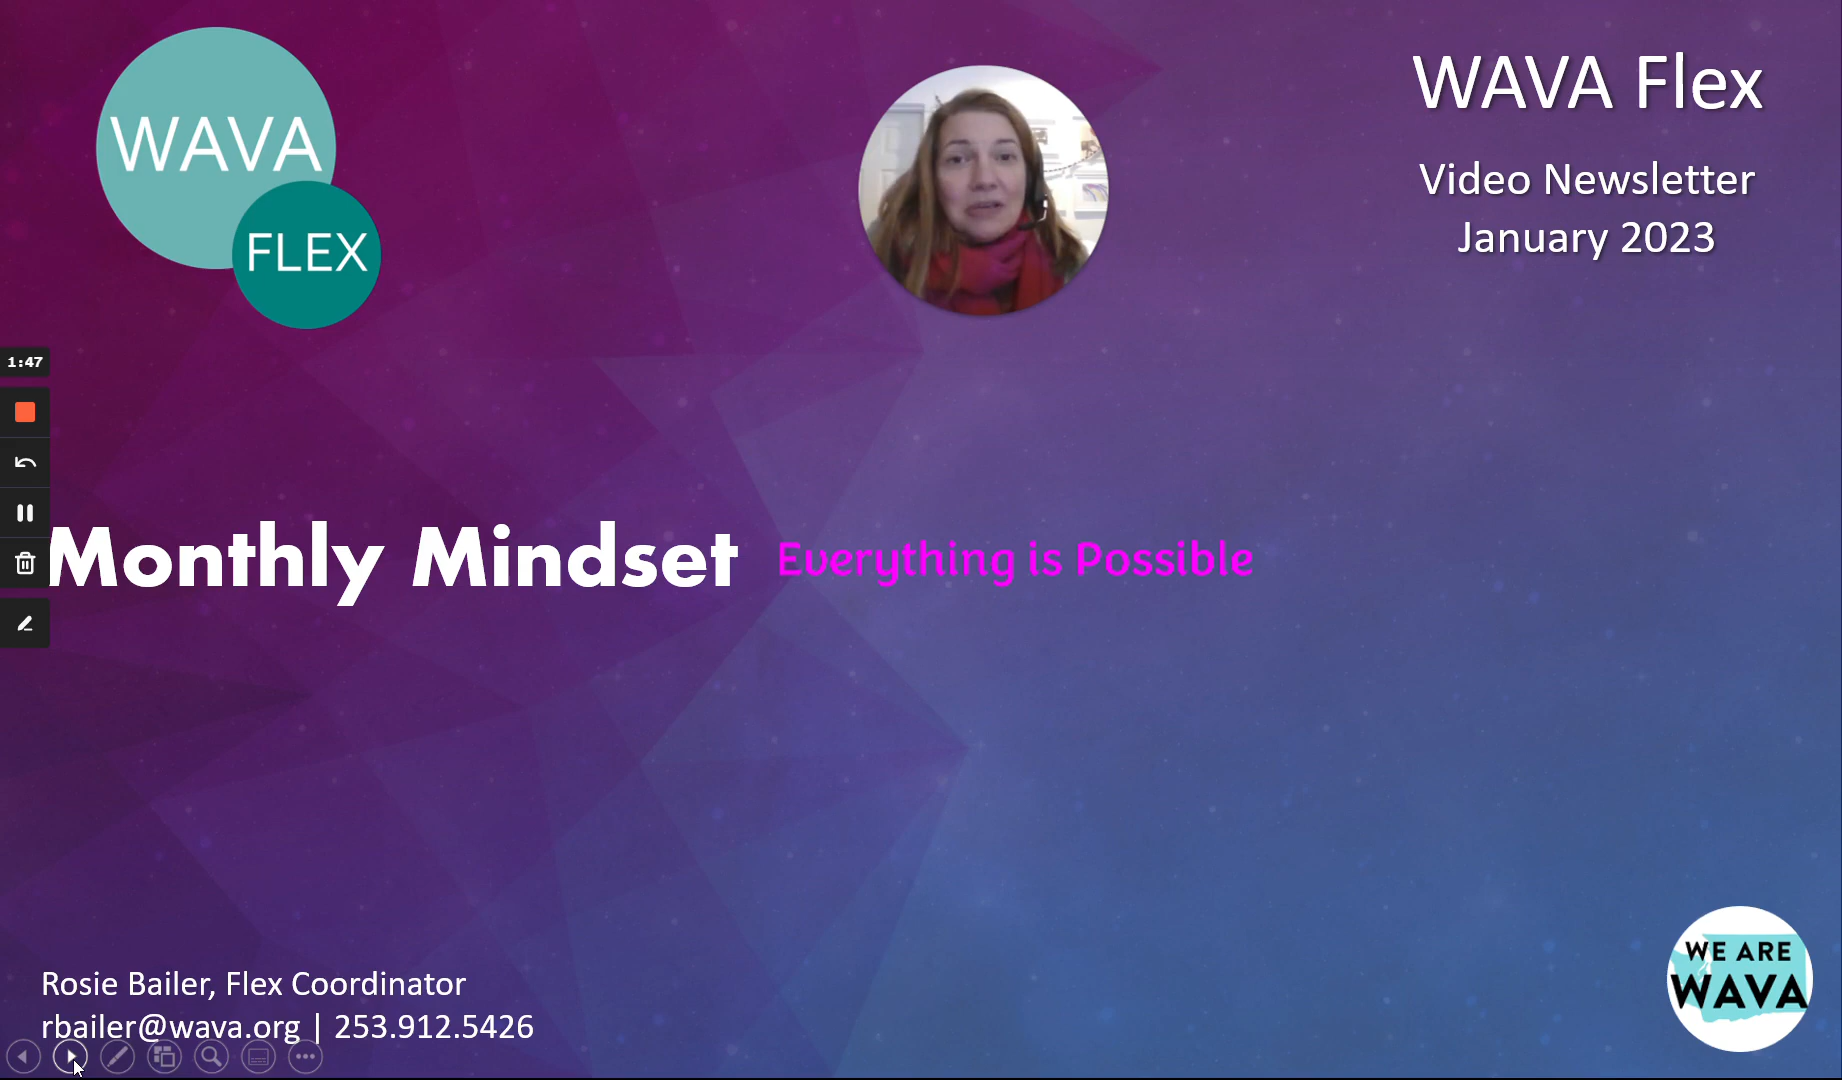 WAVA
FLEX
WAVA Flex
Video Newsletter
January 2023
1:47
Monthly Mindset
Everything is Possible
Rosie Bailer, Flex Coordinator
rbailer@wava.org | 253.912.5426
WE ARE
WAVA